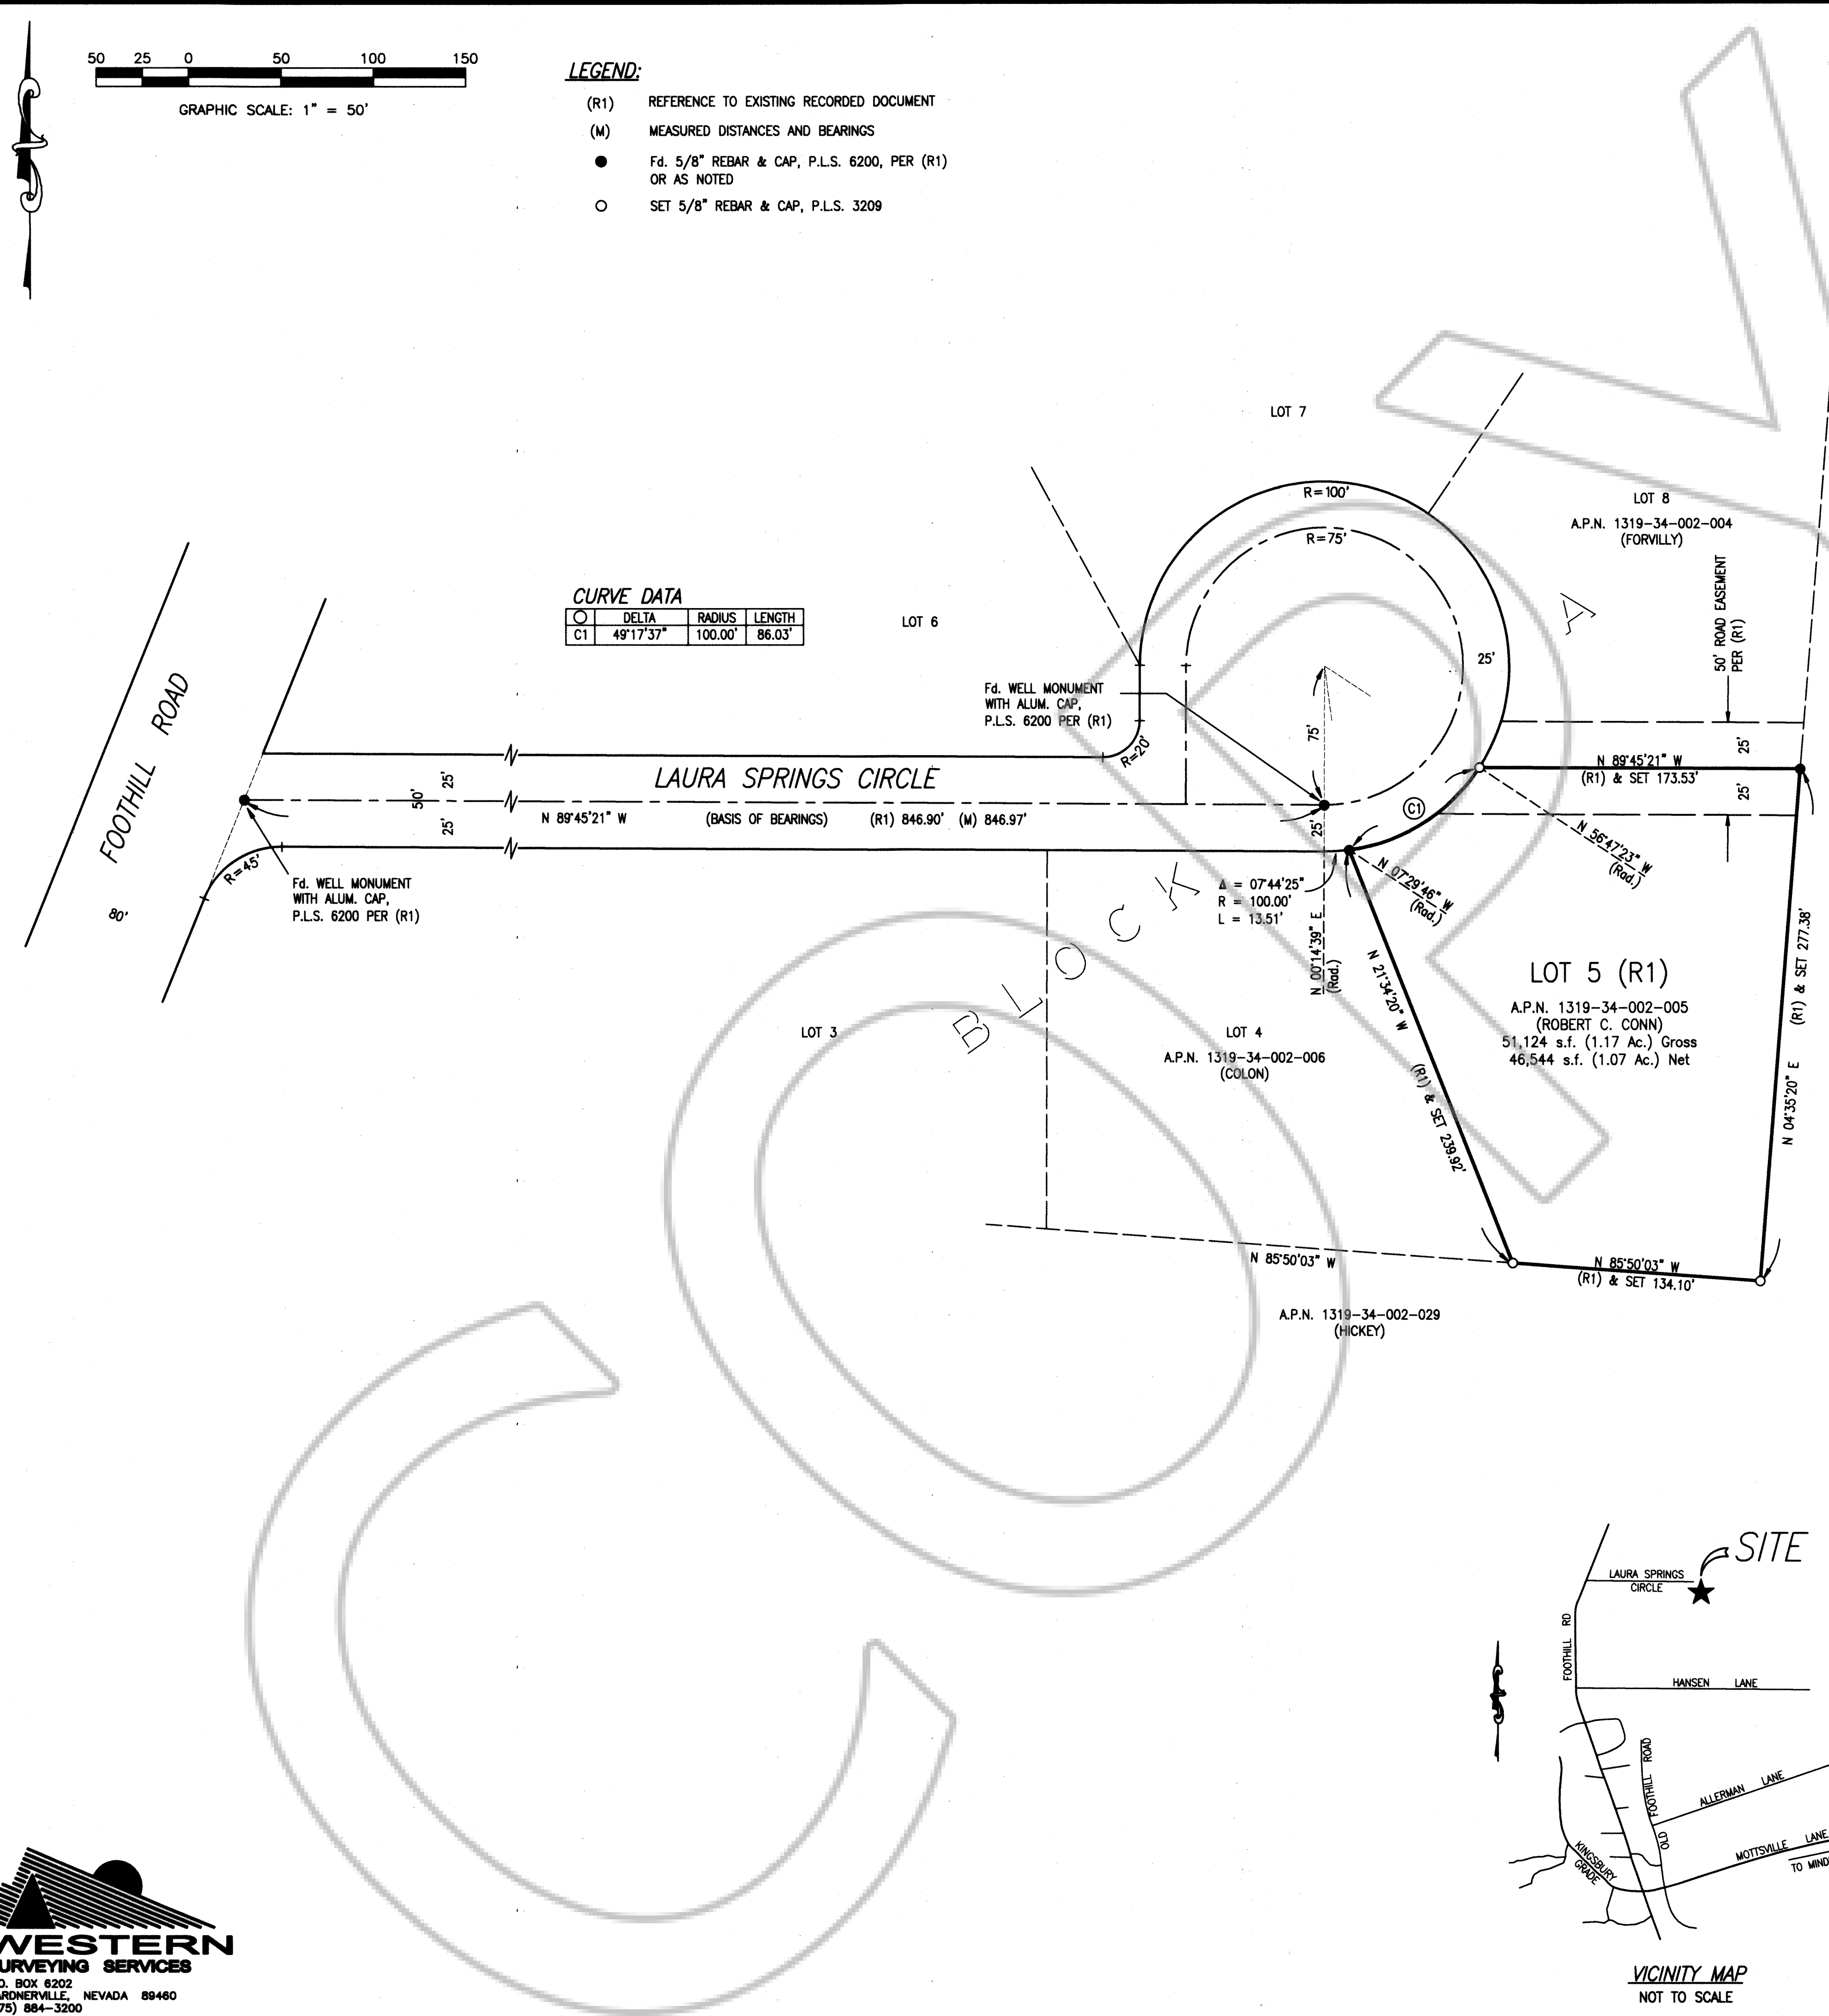 50 25 0 50 100 150
GRAPHIC SCALE: 1" = 50'
LEGEND:
(R1) REFERENCE TO EXISTING RECORDED DOCUMENT
(M) MEASURED DISTANCES AND BEARINGS
Fd. 5/8" REBAR & CAP, P.L.S. 6200, PER (R1)
OR AS NOTED
SET 5/8" REBAR & CAP, P.L.S. 3209
LOT 7
LOT 8
A.P.N. 1319-34-002-004
(FORVILLY)
R=100'
R=75'
50' ROAD EASEMENT
PER (R1)
CURVE DATA
DELTA RADIUS LENGTH
C1 49°17'37" 100.00' 86.03'
LOT 6
25'
Fd. WELL MONUMENT
WITH ALUM. CAP,
P.L.S. 6200 PER (R1)
75'
R=20'
25'
N 89°45'21" W
(R1) & SET 173.53'
25'
FOOTHILL ROAD
80'
LAURA SPRINGS CIRCLE
50'
25'
25'
N 89°45'21" W (BASIS OF BEARINGS) (R1) 846.90' (M) 846.97'
25'
C1
N 56°47'23" W
(Rad.)
R=45'
Fd. WELL MONUMENT
WITH ALUM. CAP,
P.L.S. 6200 PER (R1)
Δ = 07°44'25"
R = 100.00'
L = 13.51'
N 07°29'46" W
(Rad.)
N 00°14'39" E
(Rad.)
BLOCK A
N 21°34'20" W
(R1) & SET 239.92'
LOT 5 (R1)
A.P.N. 1319-34-002-005
(ROBERT C. CONN)
51,124 s.f. (1.17 Ac.) Gross
46,544 s.f. (1.07 Ac.) Net
N 04°35'20" E (R1) & SET 277.38'
LOT 3
LOT 4
A.P.N. 1319-34-002-006
(COLON)
N 85°50'03" W
N 85°50'03" W
(R1) & SET 134.10'
A.P.N. 1319-34-002-029
(HICKEY)
COPY
SITE
LAURA SPRINGS
CIRCLE
FOOTHILL RD
HANSEN LANE
OLD FOOTHILL ROAD
ALLERMAN LANE
KINGSBURY
GRADE
MOTTSVILLE LANE
TO MIND
VICINITY MAP
NOT TO SCALE
WESTERN
SURVEYING SERVICES
O. BOX 6202
ARDNERVILLE, NEVADA 89460
75) 884-3200